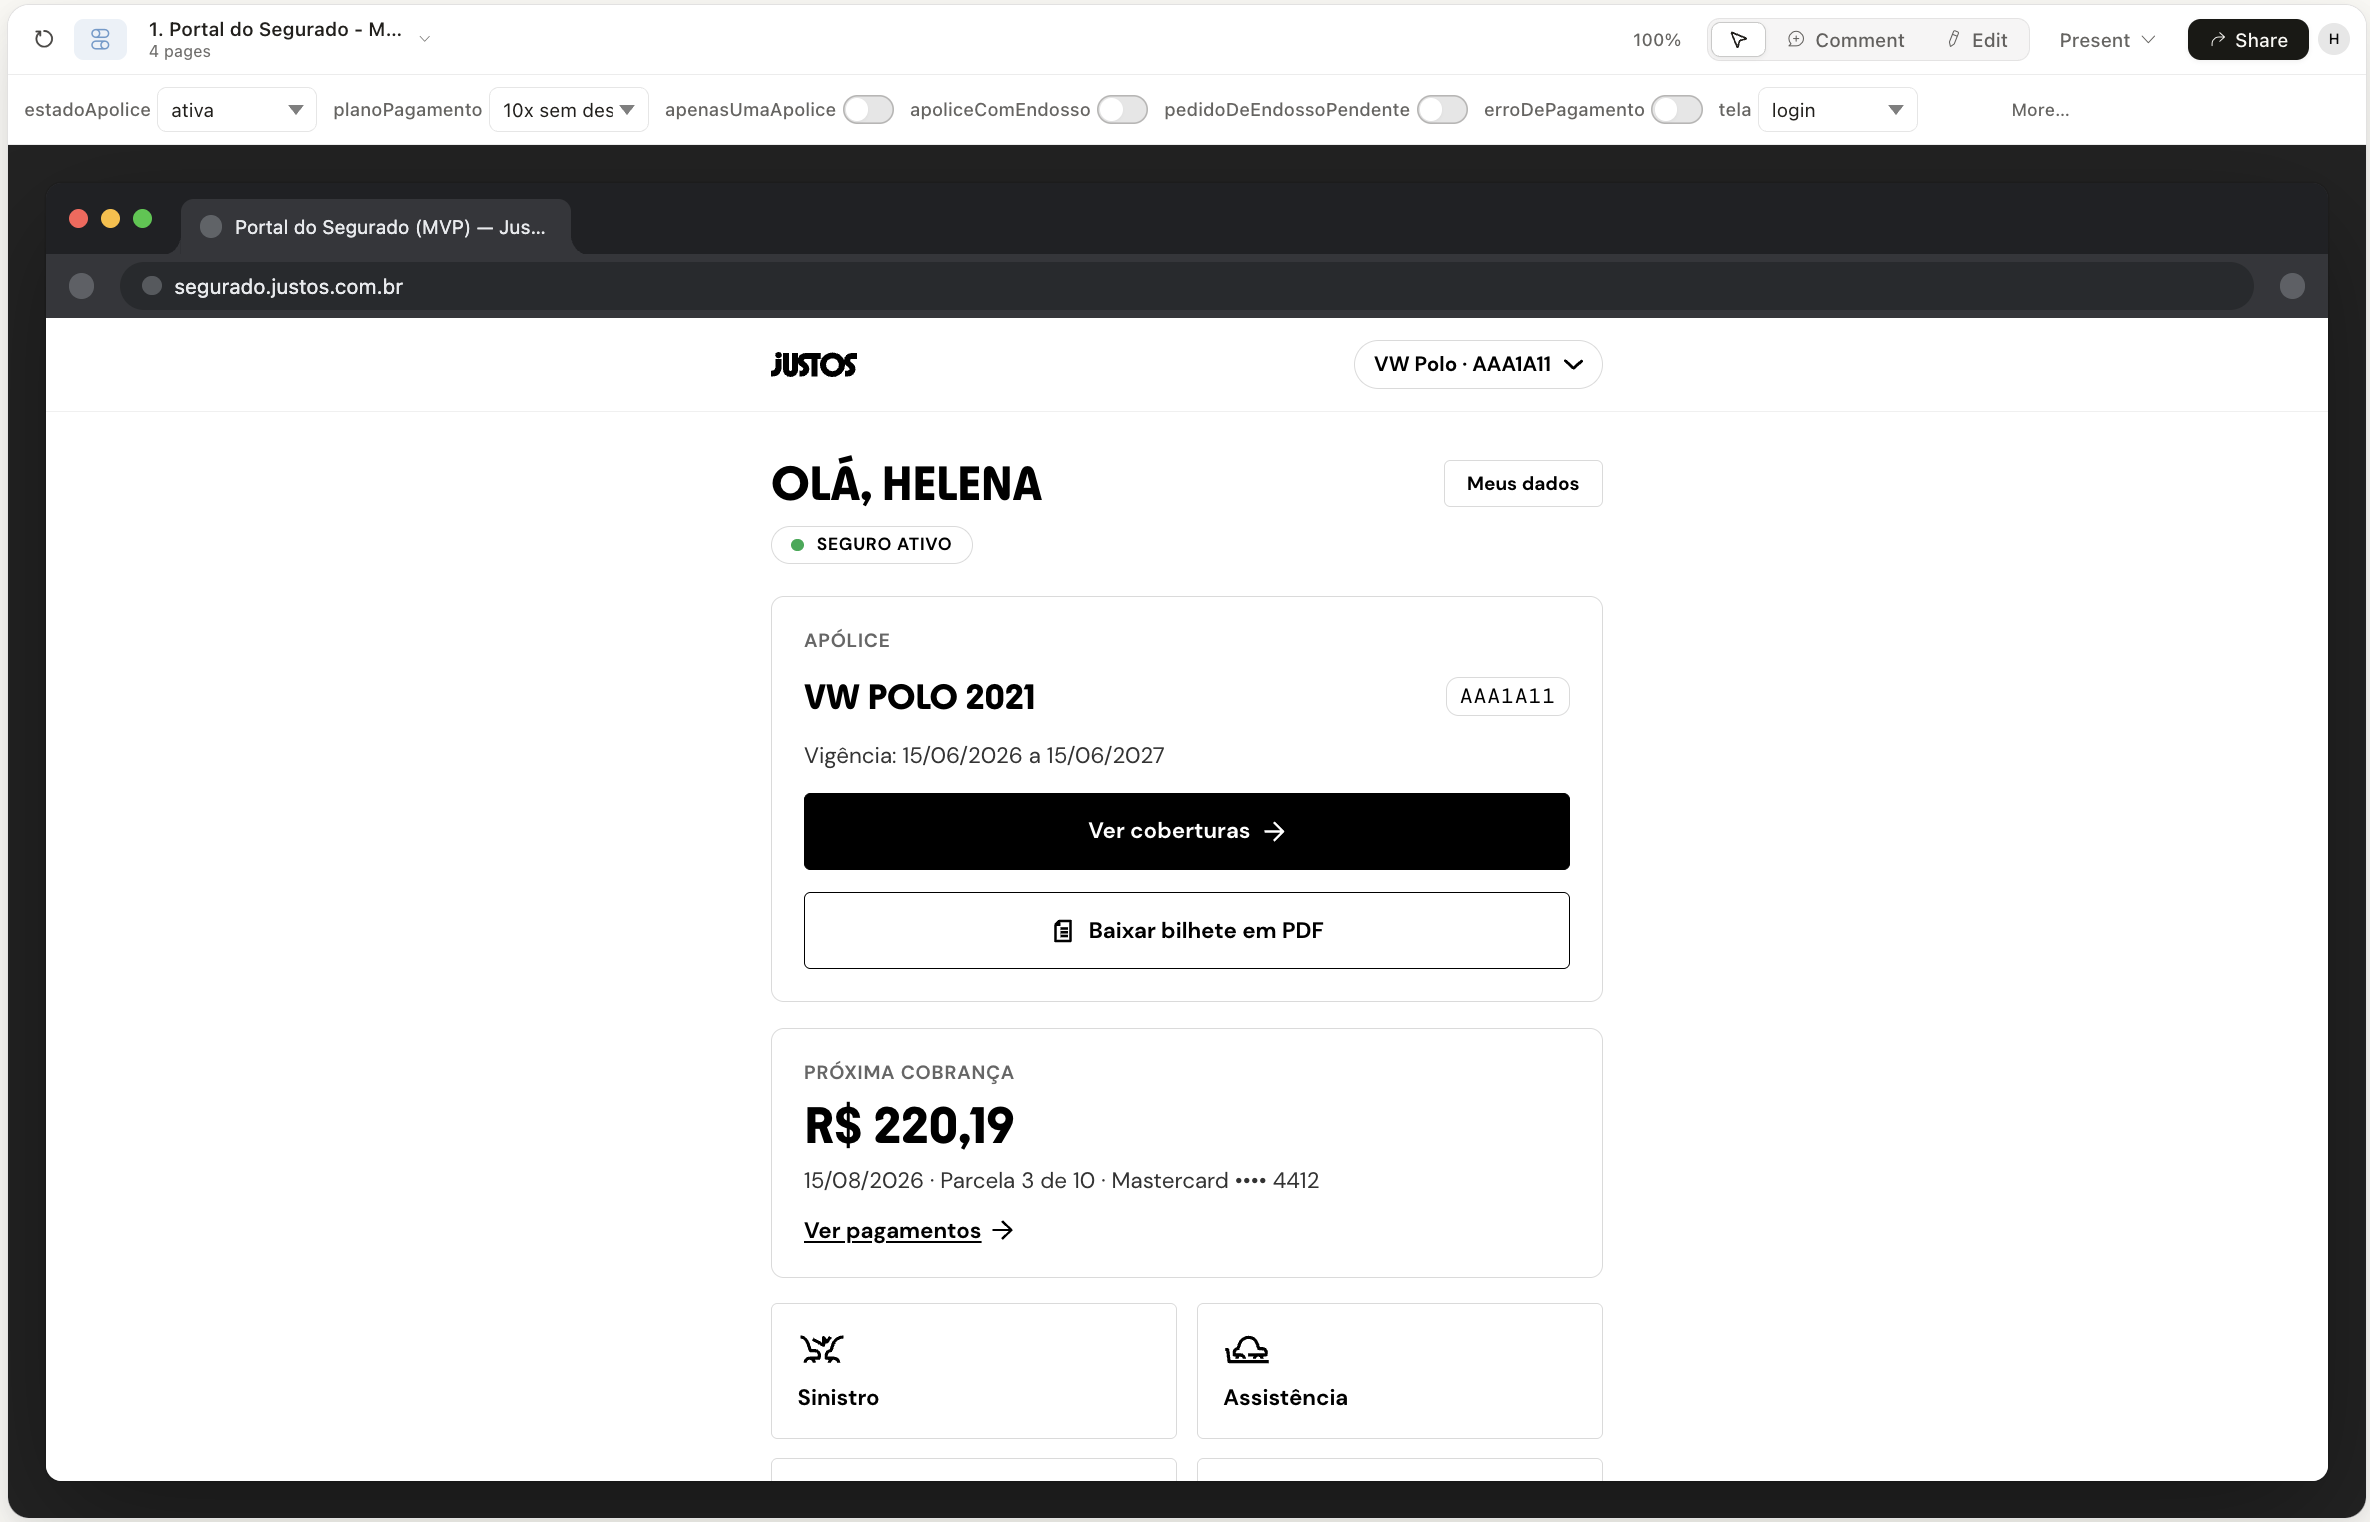 1. Portal do Segurado - M...
4 pages
100%
Comment
Edit
Present
Share
H
estadoApolice
ativa
planoPagamento
10x sem des
apenasUmaApolice
apoliceComEndosso
pedidoDeEndossoPendente
erroDePagamento
tela
login
More...
Portal do Segurado (MVP) — Jus...
segurado.justos.com.br
JUSTOS
VW Polo · AAA1A11
OLÁ, HELENA
Meus dados
SEGURO ATIVO
APÓLICE
VW POLO 2021
AAA1A11
Vigência: 15/06/2026 a 15/06/2027
Ver coberturas →
Baixar bilhete em PDF
PRÓXIMA COBRANÇA
R$ 220,19
15/08/2026 · Parcela 3 de 10 · Mastercard •••• 4412
Ver pagamentos →
Sinistro
Assistência